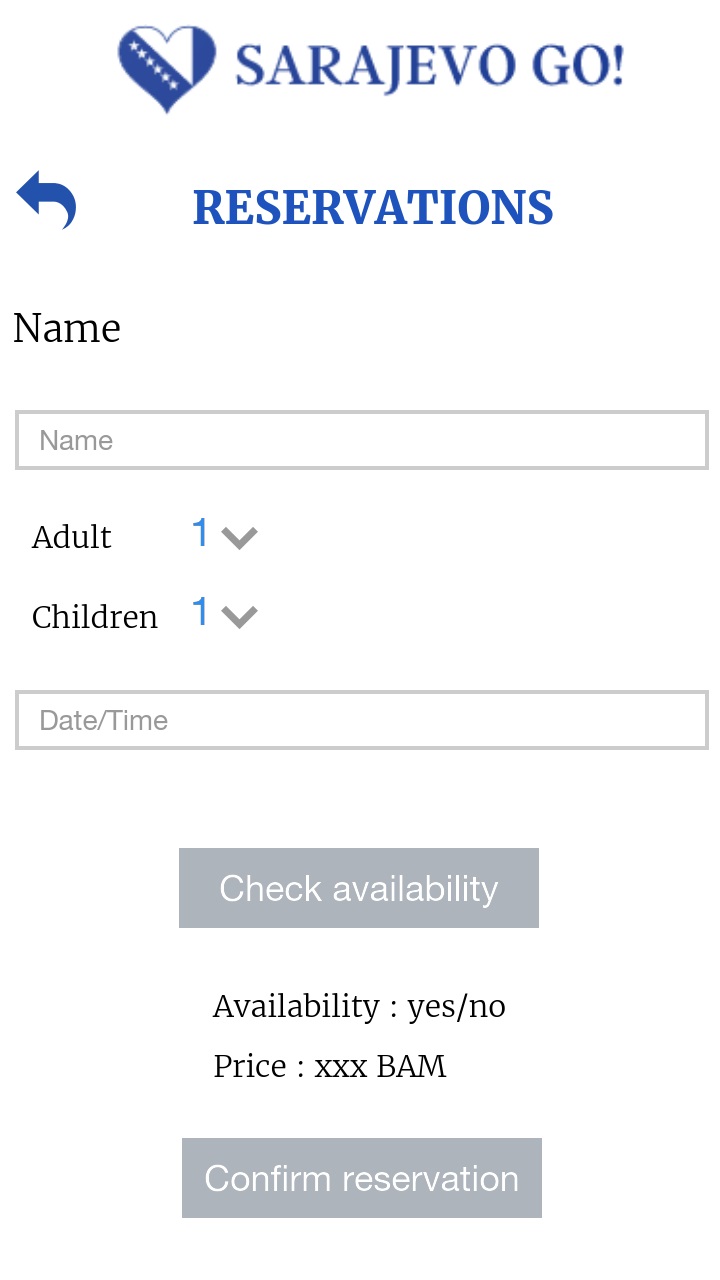 SARAJEVO GO!
RESERVATIONS
Name
Name
Adult 1
Children 1
Date/Time
Check availability
Availability : yes/no
Price : xxx BAM
Confirm reservation